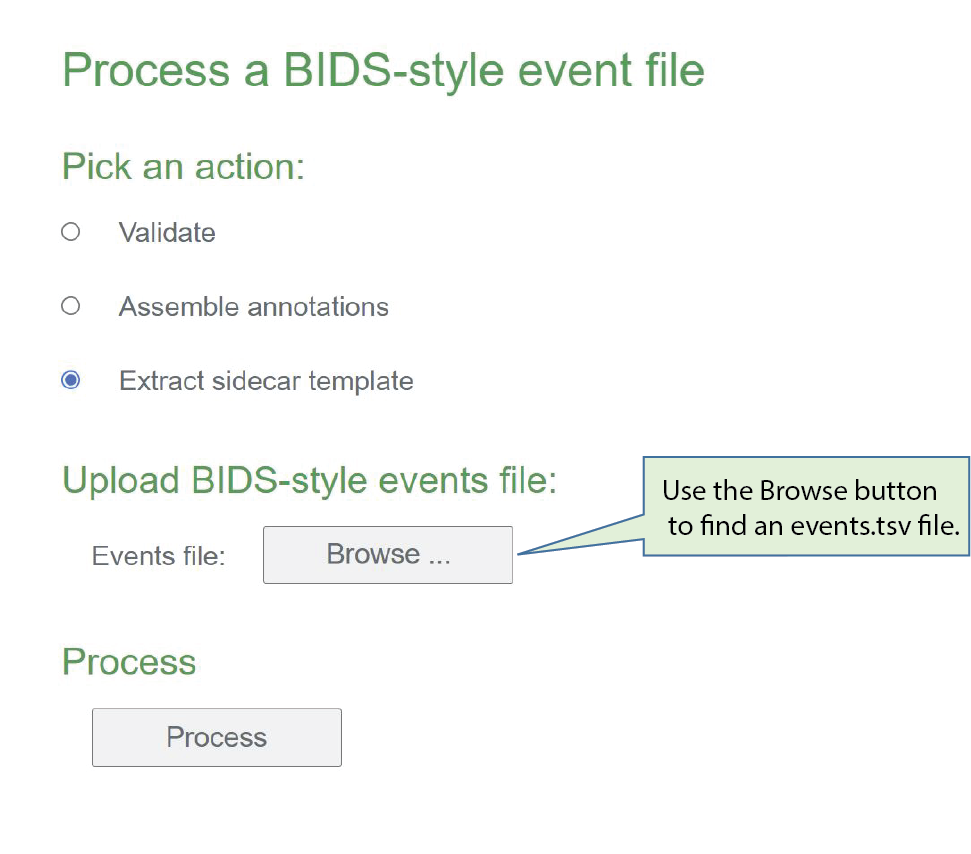 Process a BIDS-style event file
Pick an action:
Validate
Assemble annotations
Extract sidecar template
Upload BIDS-style events file:
Use the Browse button
to find an events.tsv file.
Events file:
Browse ...
Process
Process